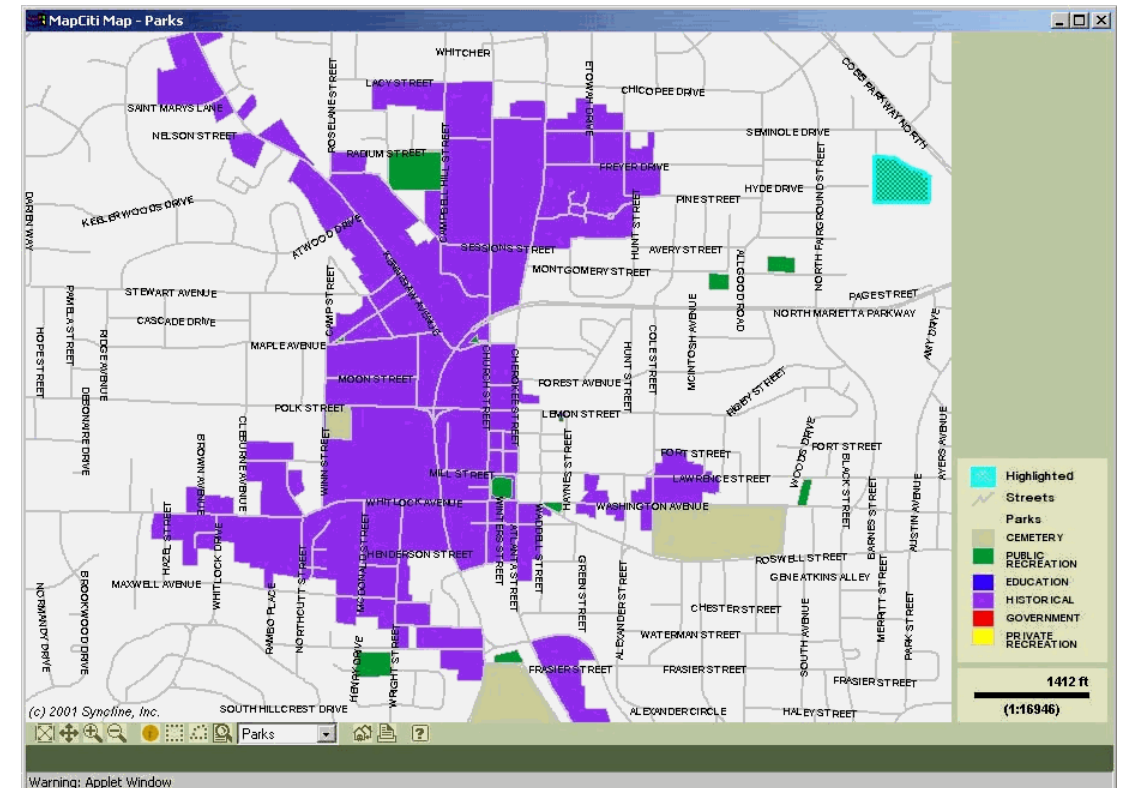 MapCiti Map - Parks
WHITCHER
COBB PARKWAY NORTH
LACY STREET
ETOWAH DRIVE
CHICOPEE DRIVE
ROSELANE STREET
SAINT MARYS LANE
NELSON STREET
SEMINOLE DRIVE
RADIUM STREET
CAMPBELL HILL STREET
FREYER DRIVE
NORTH FAIRGROUND STREET
HYDE DRIVE
DAREN WAY
KEELERWOODS DRIVE
PINE STREET
HUNT STREET
ATWOOD DRIVE
SESSIONS STREET
AVERY STREET
ALLGOOD ROAD
KENNESAW AVENUE
MONTGOMERY STREET
PAMELA STREET
STEWART AVENUE
CAMP STREET
PAGE STREET
CASCADE DRIVE
NORTH MARIETTA PARKWAY
MCINTOSH AVENUE
COLE STREET
AMY DRIVE
HOPE STREET
RIDGE AVENUE
MAPLE AVENUE
CHURCH STREET
CHEROKEE STREET
HUNT STREET
MOON STREET
FOREST AVENUE
RIGBY STREET
DEBONAIRE DRIVE
POLK STREET
LEMON STREET
CLEBURNE AVENUE
BROWN AVENUE
WINN STREET
HAYNES STREET
WOODS DRIVE
FORT STREET
FORT STREET
AYERS AVENUE
MILL STREET
LAWRENCE STREET
BLACK STREET
WHITLOCK AVENUE
WASHINGTON AVENUE
BARNES STREET
AUSTIN AVENUE
HAZEL STREET
WHITLOCK DRIVE
WINTERS STREET
ATLANTA STREET
WADDELL STREET
HENDERSON STREET
MCDONALD STREET
ROSWELL STREET
GENE ATKINS ALLEY
MAXWELL AVENUE
NORTHCUTT STREET
GREEN STREET
ALEXANDER STREET
NORMANDY DRIVE
BROOKWOOD DRIVE
RAMBO PLACE
CHESTER STREET
MERRITT STREET
PARK STREET
WATERMAN STREET
SOUTH AVENUE
HENRY DRIVE
WRIGHT STREET
FRASIER STREET
FRASIER STREET
FRASIER STREET
(c) 2001 Syncline, Inc.
SOUTH HILLCREST DRIVE
ALEXANDER CIRCLE
HALEY STREET
Highlighted
Streets
Parks
CEMETERY
PUBLIC
RECREATION
EDUCATION
HISTORICAL
GOVERNMENT
PRIVATE
RECREATION
1412 ft
(1:16946)
Parks
Warning: Applet Window